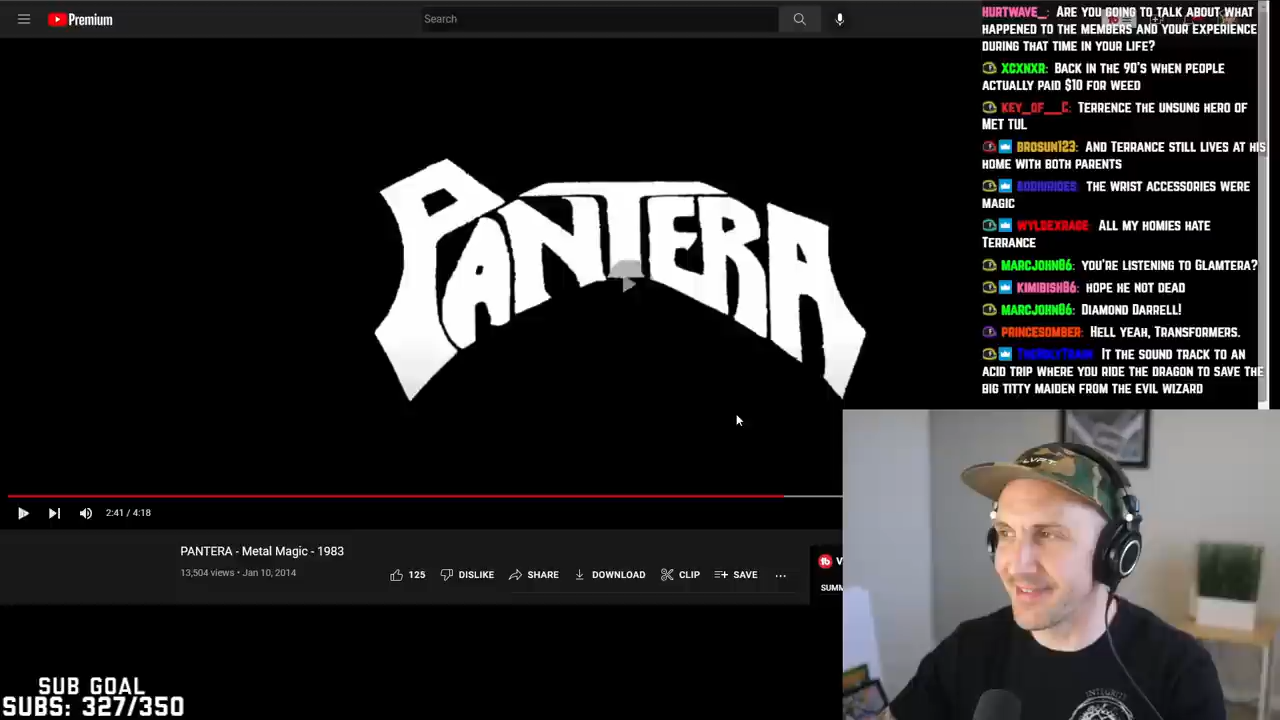 Premium
Search
PANTERA
2:41 / 4:18
PANTERA - Metal Magic - 1983
13,504 views • Jan 10, 2014
125
DISLIKE
SHARE
DOWNLOAD
CLIP
SAVE
V
SUMM
HURTWAVE_: ARE YOU GOING TO TALK ABOUT WHAT
HAPPENED TO THE MEMBERS AND YOUR EXPERIENCE
DURING THAT TIME IN YOUR LIFE?
XCXNXR: BACK IN THE 90'S WHEN PEOPLE
ACTUALLY PAID $10 FOR WEED
KEY_OF__C: TERRENCE THE UNSUNG HERO OF
MET TUL
BROSUN123: AND TERRANCE STILL LIVES AT HIS
HOME WITH BOTH PARENTS
THE WRIST ACCESSORIES WERE
MAGIC
WYLDEXRAGE ALL MY HOMIES HATE
TERRANCE
MARCJOHN86: YOU'RE LISTENING TO GLAMTERA?
KIMIBISH86: HOPE HE NOT DEAD
MARCJOHN86: DIAMOND DARRELL!
PRINCESOMBER: HELL YEAH, TRANSFORMERS.
IT THE SOUND TRACK TO AN
ACID TRIP WHERE YOU RIDE THE DRAGON TO SAVE THE
BIG TITTY MAIDEN FROM THE EVIL WIZARD
INTEGRITY
SUB GOAL
SUBS: 327/350